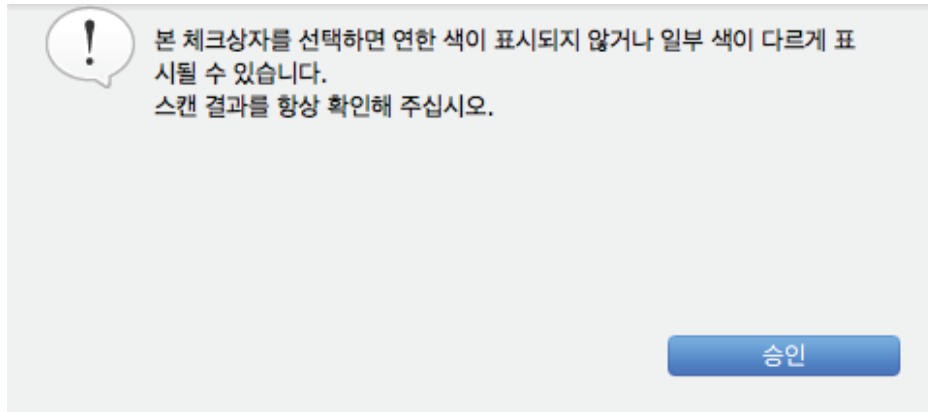 본 체크상자를 선택하면 연한 색이 표시되지 않거나 일부 색이 다르게 표
시될 수 있습니다.
스캔 결과를 항상 확인해 주십시오.
승인